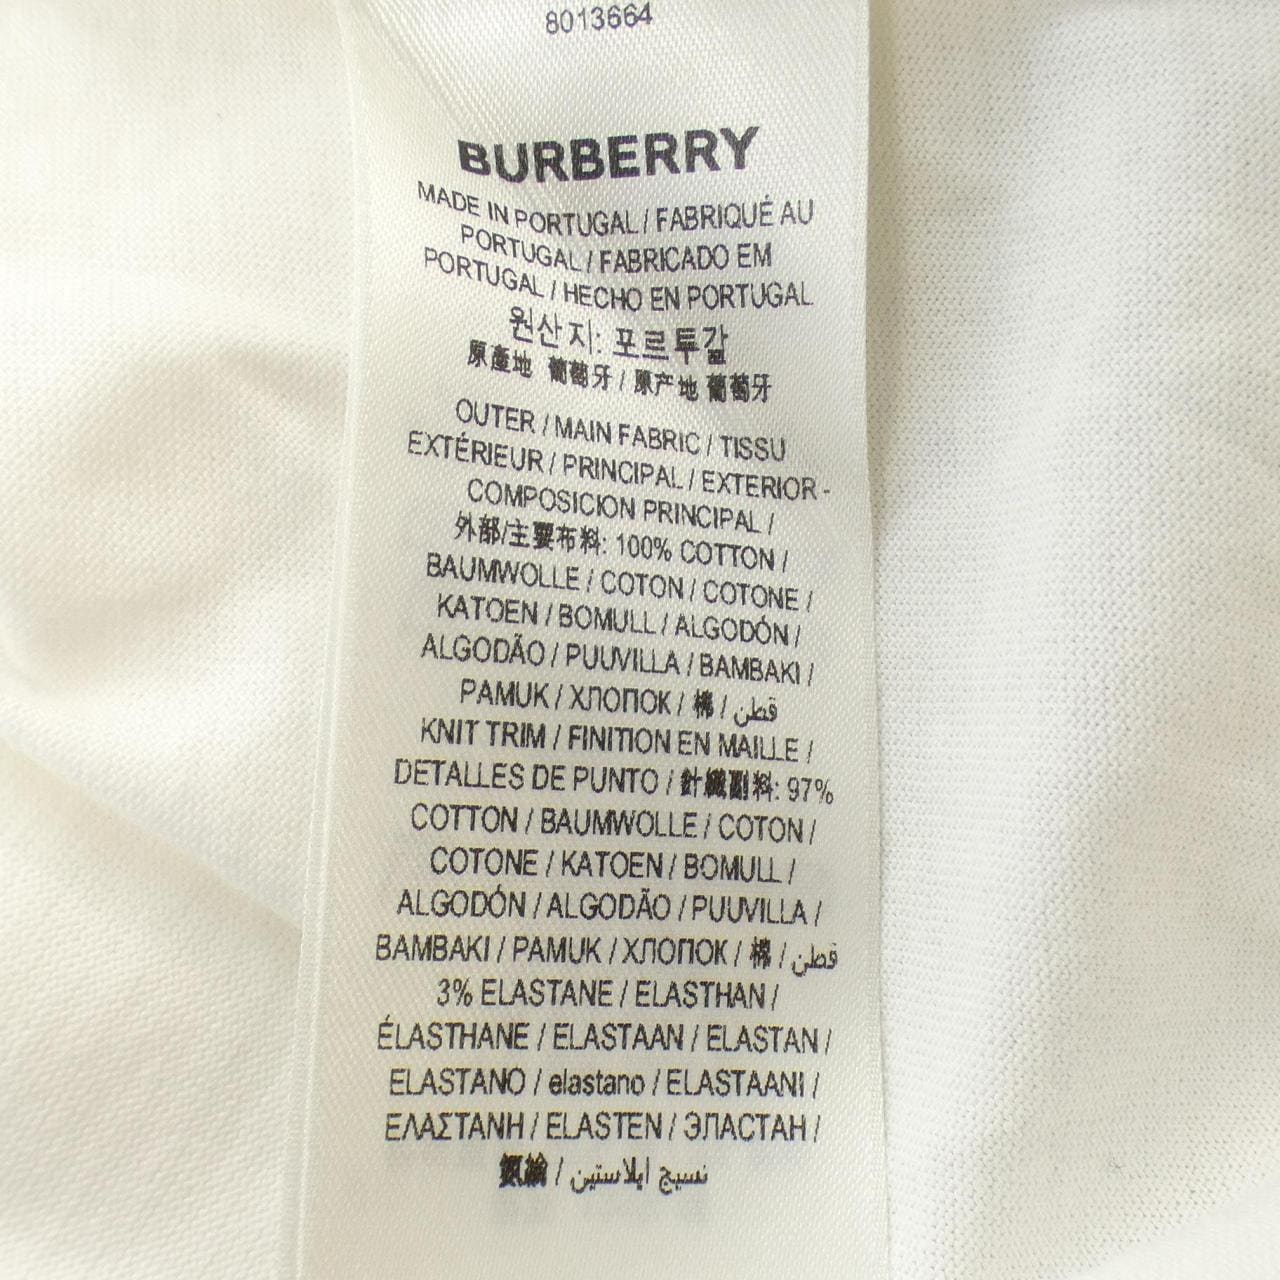 8013664
BURBERRY
MADE IN PORTUGAL / FABRIQUÉ AU
PORTUGAL / FABRICADO EM
PORTUGAL / HECHO EN PORTUGAL
원산지: 포르투갈
原產地 葡萄牙 / 原产地 葡萄牙
OUTER / MAIN FABRIC / TISSU
EXTÉRIEUR / PRINCIPAL / EXTERIOR -
COMPOSICION PRINCIPAL /
外部/主要布料: 100% COTTON /
BAUMWOLLE / COTON / COTONE /
KATOEN / BOMULL / ALGODÓN /
ALGODÃO / PUUVILLA / BAMBAKI /
PAMUK / ХЛОПОК / 棉 / قطن
KNIT TRIM / FINITION EN MAILLE /
DETALLES DE PUNTO / 針織副料: 97%
COTTON / BAUMWOLLE / COTON /
COTONE / KATOEN / BOMULL /
ALGODÓN / ALGODÃO / PUUVILLA /
BAMBAKI / PAMUK / ХЛОПОК / 棉 / قطن
3% ELASTANE / ELASTHAN /
ÉLASTHANE / ELASTAAN / ELASTAN /
ELASTANO / elastano / ELASTAANI /
ΕΛΑΣΤΑΝΗ / ELASTEN / ЭЛАСТАН /
氨綸 / نسيج ايلاستين